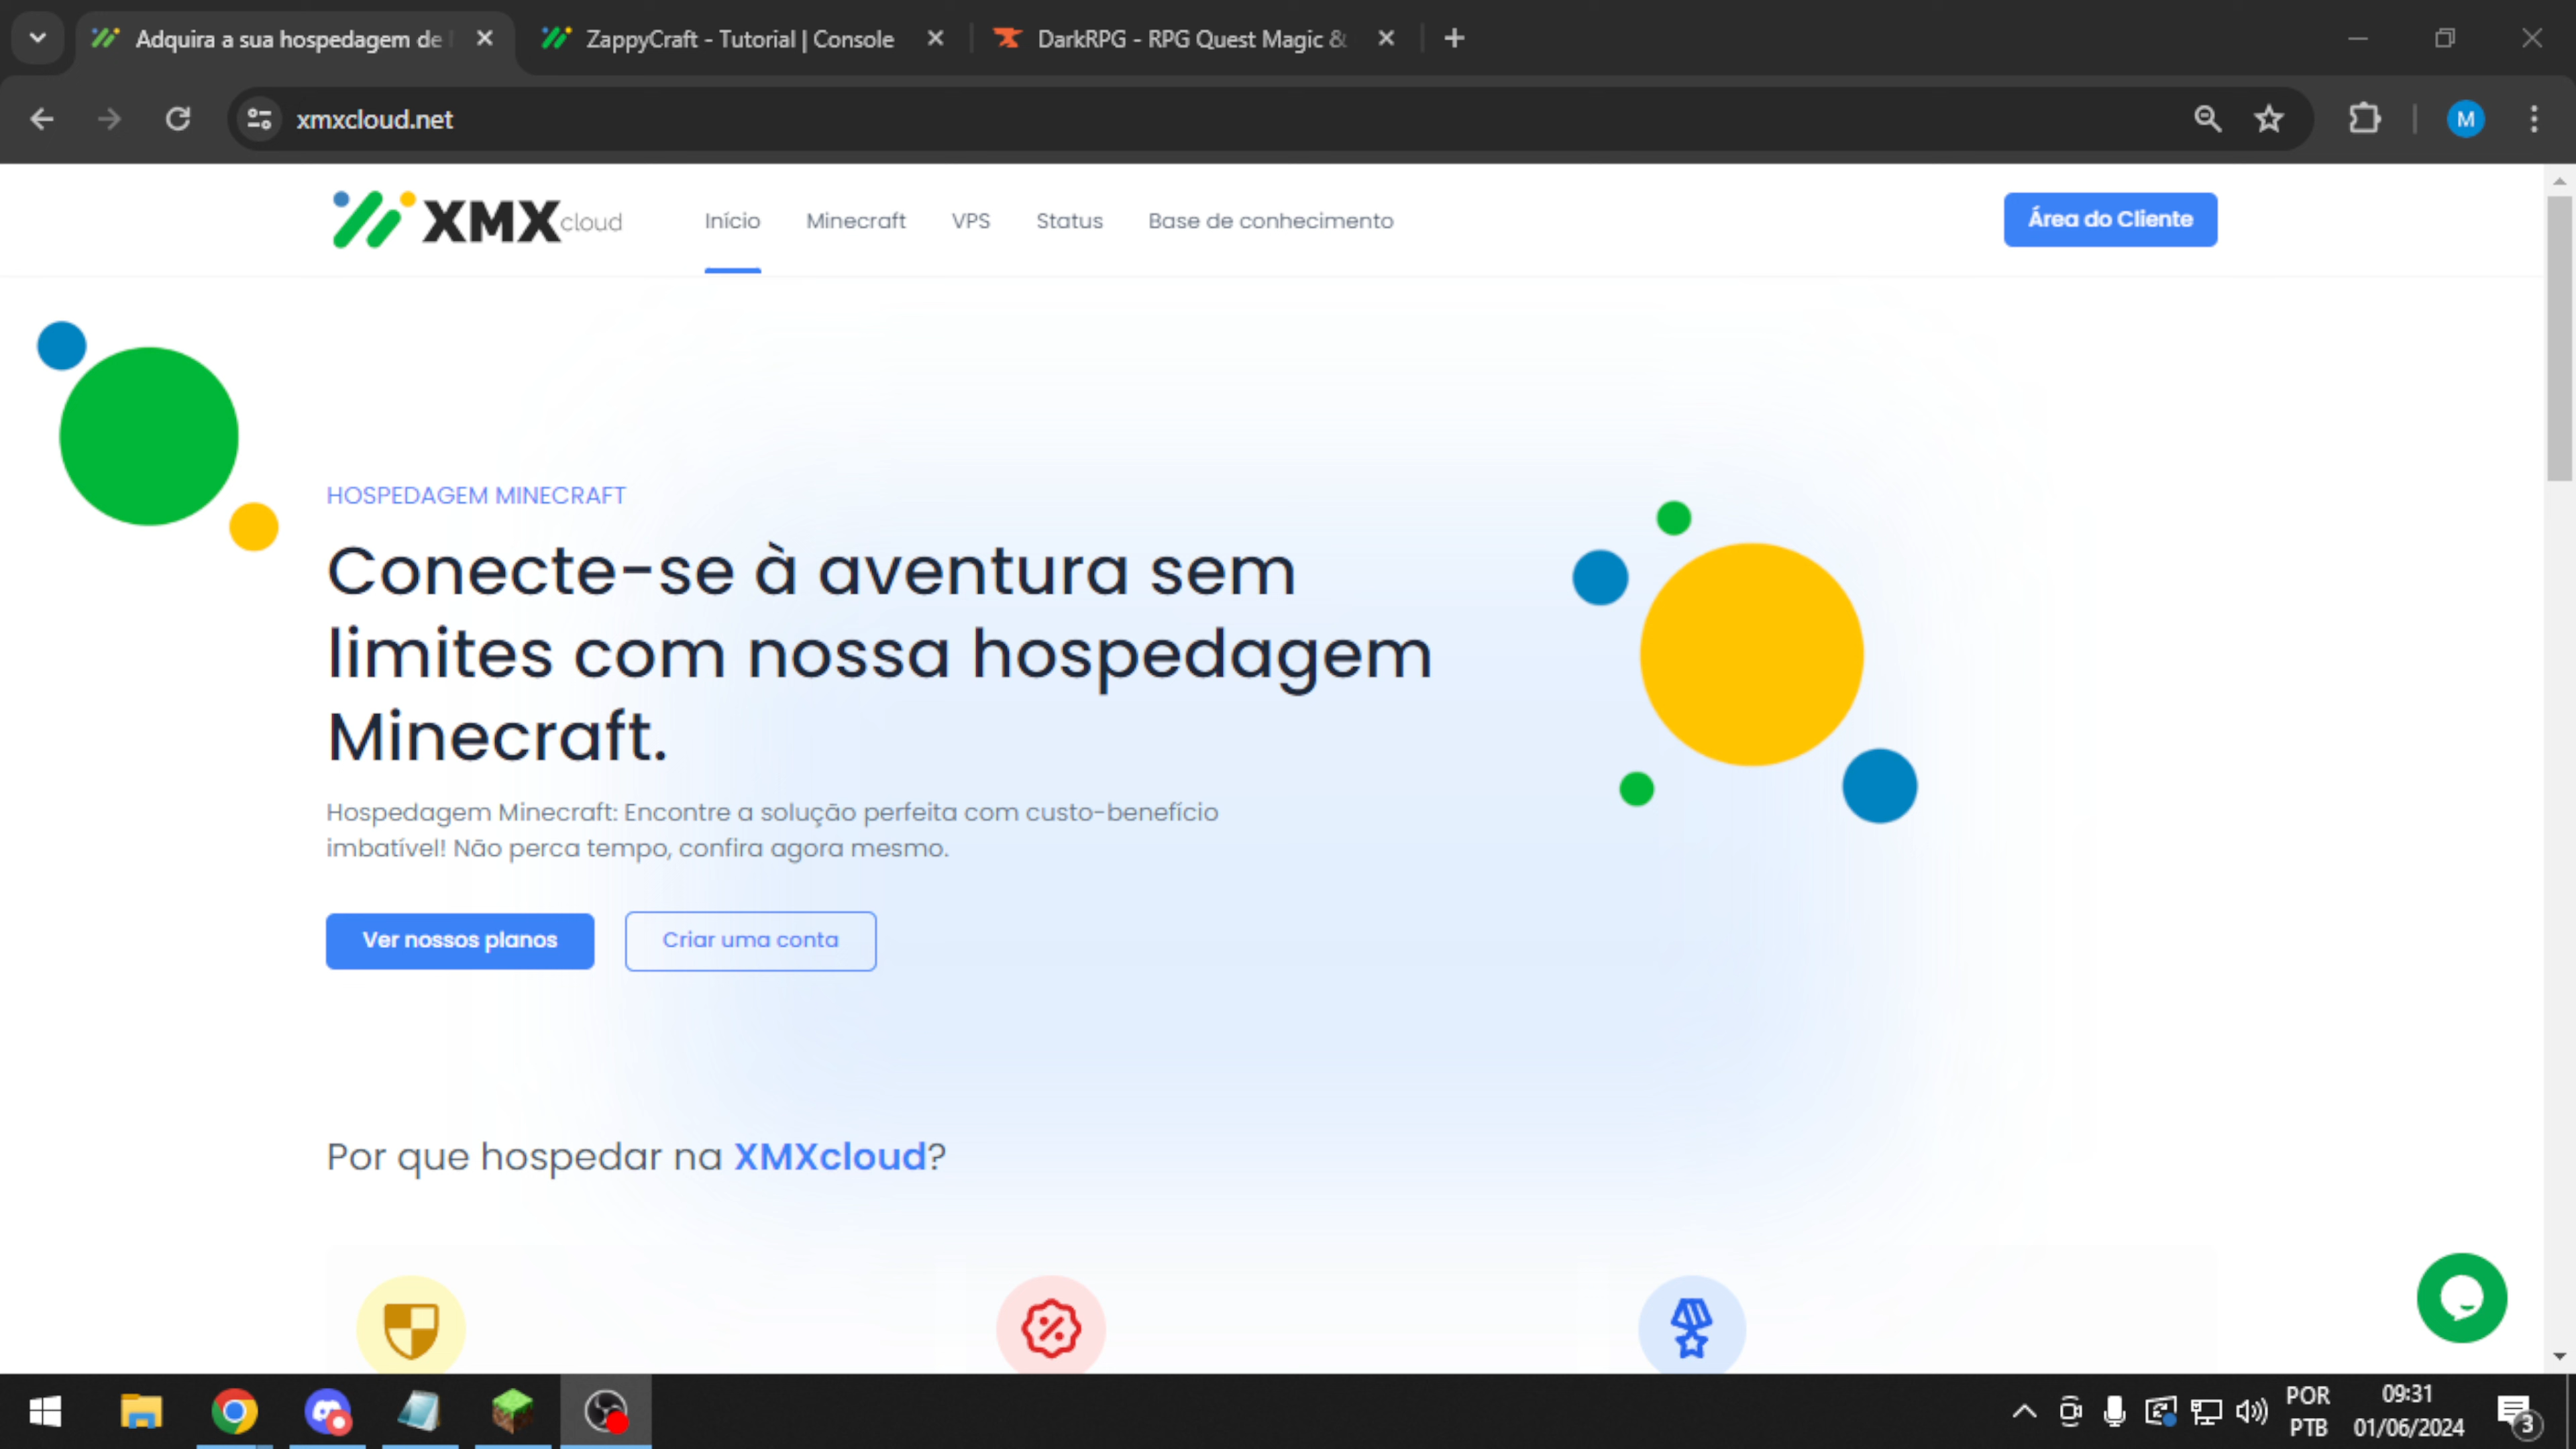 Adquira a sua hospedagem de
ZappyCraft - Tutorial | Console
DarkRPG - RPG Quest Magic &
xmxcloud.net
M
XMXcloud
Início
Minecraft
VPS
Status
Base de conhecimento
Área do Cliente
HOSPEDAGEM MINECRAFT
Conecte-se à aventura sem
limites com nossa hospedagem
Minecraft.
Hospedagem Minecraft: Encontre a solução perfeita com custo-benefício
imbatível! Não perca tempo, confira agora mesmo.
Ver nossos planos
Criar uma conta
Por que hospedar na XMXcloud?
POR
PTB
09:31
01/06/2024
3